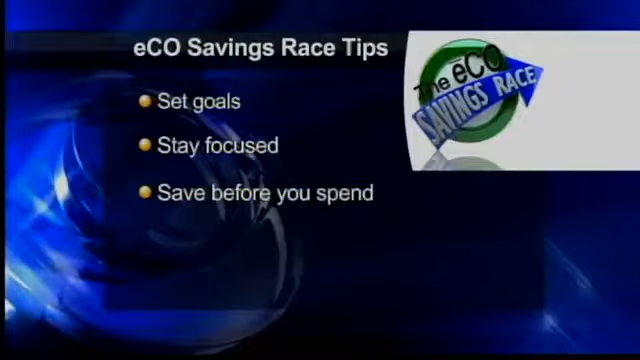 eCO Savings Race Tips
Set goals
Stay focused
Save before you spend
The eCO
SAVINGS RACE